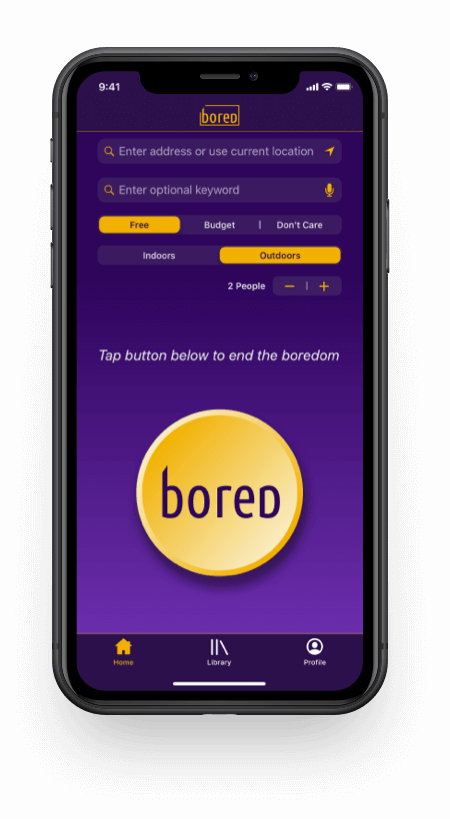 9:41
bored
Enter address or use current location
Enter optional keyword
Free Budget Don't Care
Indoors Outdoors
2 People − +
Tap button below to end the boredom
bored
Home Library Profile